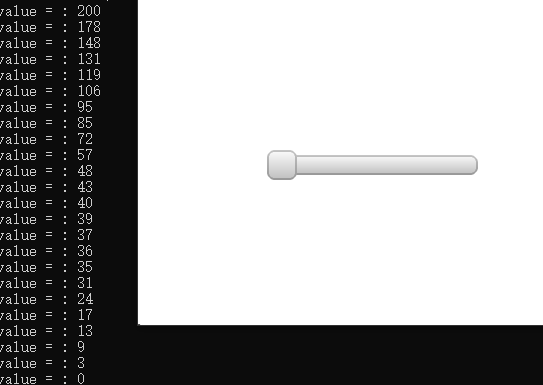 value = : 200
value = : 178
value = : 148
value = : 131
value = : 119
value = : 106
value = : 95
value = : 85
value = : 72
value = : 57
value = : 48
value = : 43
value = : 40
value = : 39
value = : 37
value = : 36
value = : 35
value = : 31
value = : 24
value = : 17
value = : 13
value = : 9
value = : 3
value = : 0